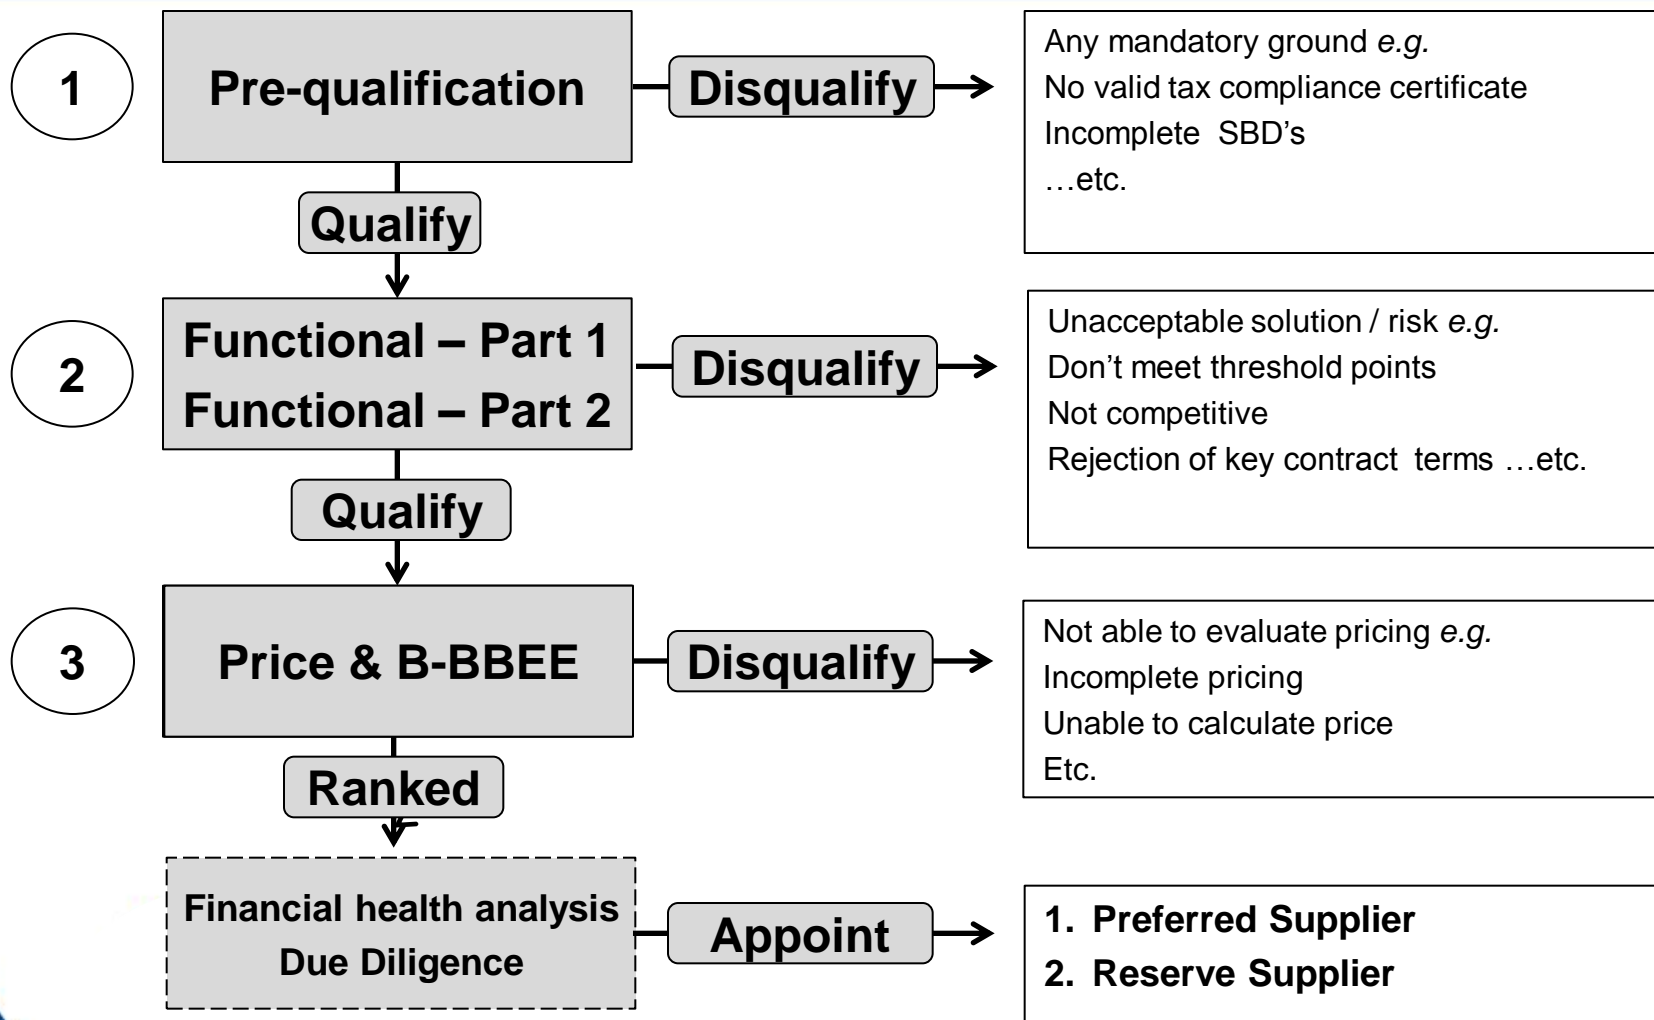 1
Pre-qualification
Disqualify
Any mandatory ground e.g.
No valid tax compliance certificate
Incomplete SBD's
…etc.
Qualify
2
Functional – Part 1
Functional – Part 2
Disqualify
Unacceptable solution / risk e.g.
Don't meet threshold points
Not competitive
Rejection of key contract terms …etc.
Qualify
3
Price & B-BBEE
Disqualify
Not able to evaluate pricing e.g.
Incomplete pricing
Unable to calculate price
Etc.
Ranked
Financial health analysis
Due Diligence
Appoint
1. Preferred Supplier
2. Reserve Supplier